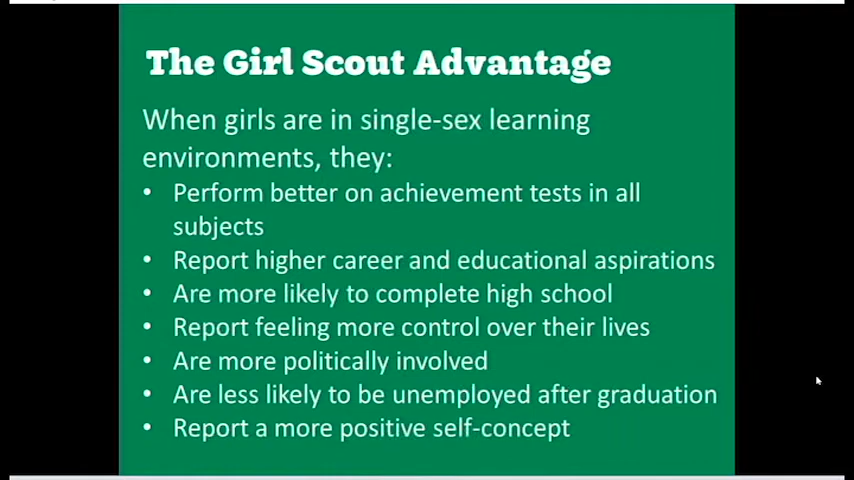 The Girl Scout Advantage
When girls are in single-sex learning
environments, they:
• Perform better on achievement tests in all
subjects
• Report higher career and educational aspirations
• Are more likely to complete high school
• Report feeling more control over their lives
• Are more politically involved
• Are less likely to be unemployed after graduation
• Report a more positive self-concept